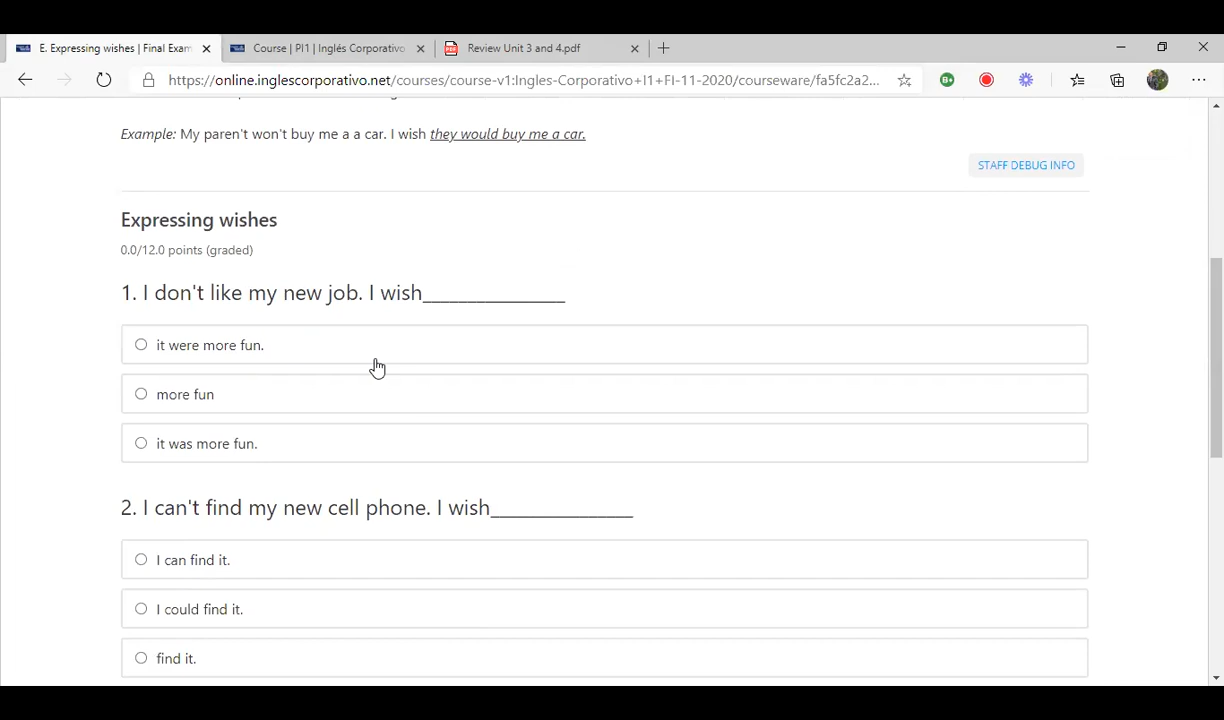 E. Expressing wishes | Final Exam
Course | PI1 | Inglés Corporativo
Review Unit 3 and 4.pdf
https://online.inglescorporativo.net/courses/course-v1:Ingles-Corporativo+I1+FI-11-2020/courseware/fa5fc2a2...
Example: My paren't won't buy me a a car. I wish they would buy me a car.
STAFF DEBUG INFO
Expressing wishes
0.0/12.0 points (graded)
1. I don't like my new job. I wish_______________
it were more fun.
more fun
it was more fun.
2. I can't find my new cell phone. I wish_______________
I can find it.
I could find it.
find it.